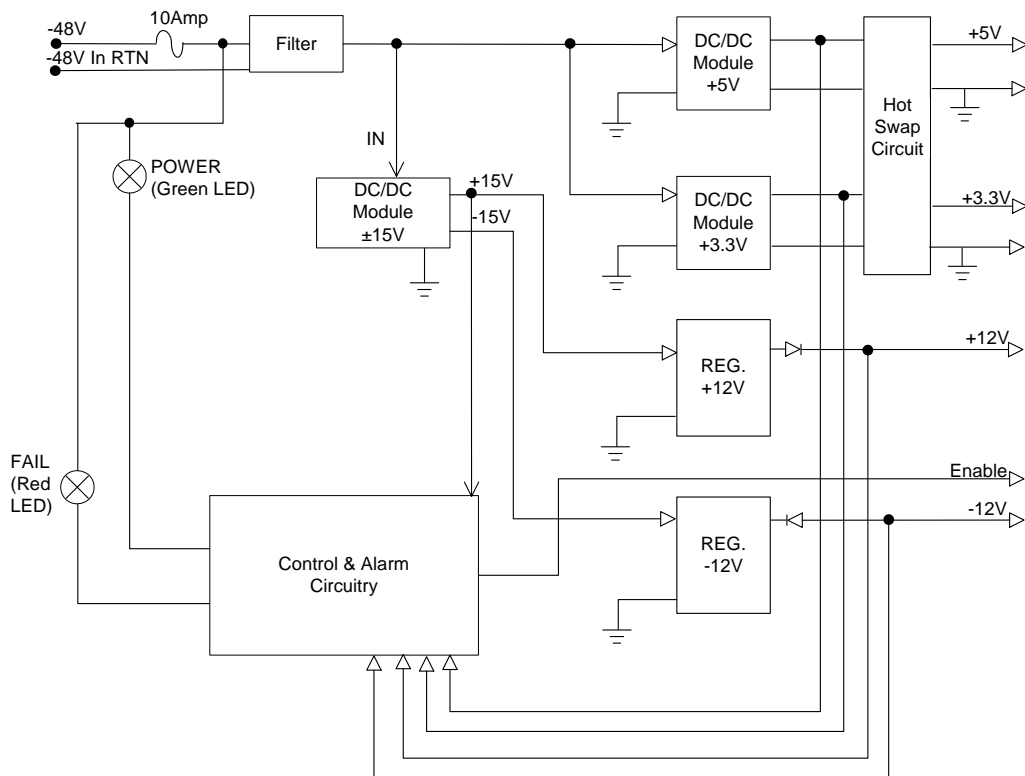 -48V
10Amp
-48V In RTN
Filter
DC/DC
Module
+5V
+5V
Hot
Swap
Circuit
IN
POWER
(Green LED)
DC/DC
Module
±15V
+15V
-15V
DC/DC
Module
+3.3V
+3.3V
REG.
+12V
+12V
FAIL
(Red
LED)
Enable
Control & Alarm
Circuitry
REG.
-12V
-12V